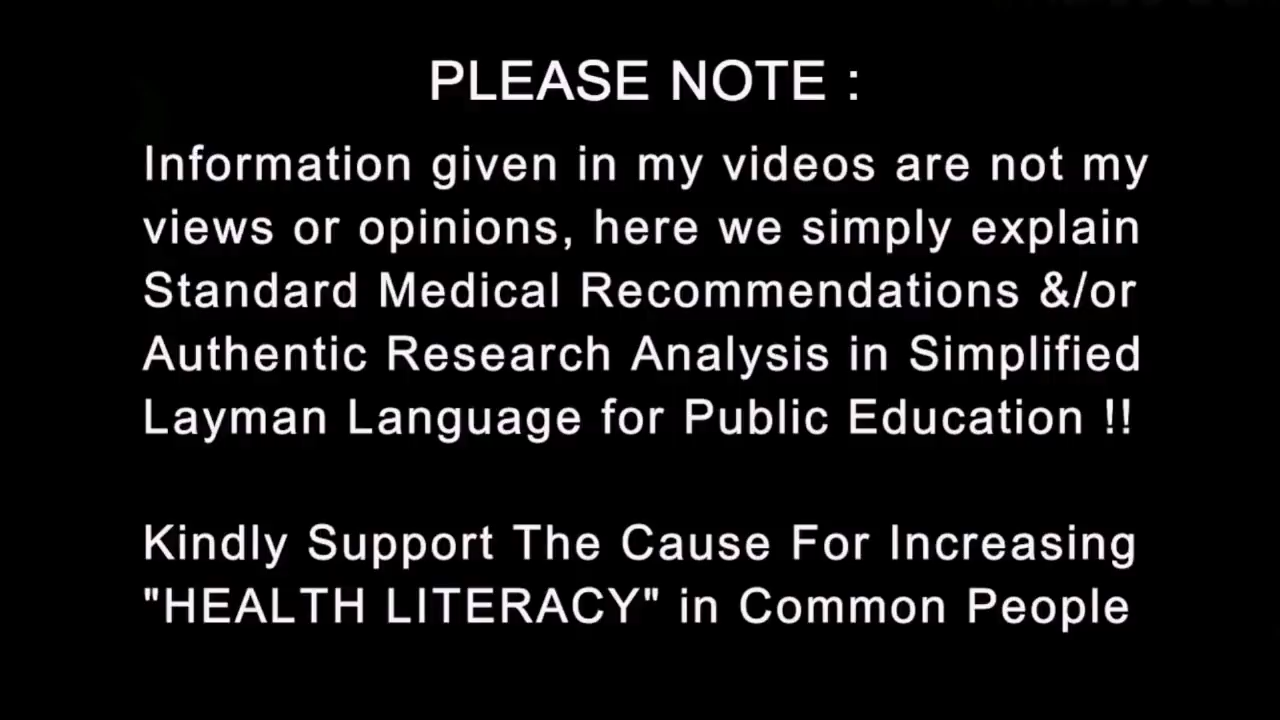 PLEASE NOTE :
Information given in my videos are not my
views or opinions, here we simply explain
Standard Medical Recommendations &/or
Authentic Research Analysis in Simplified
Layman Language for Public Education !!
Kindly Support The Cause For Increasing
"HEALTH LITERACY" in Common People